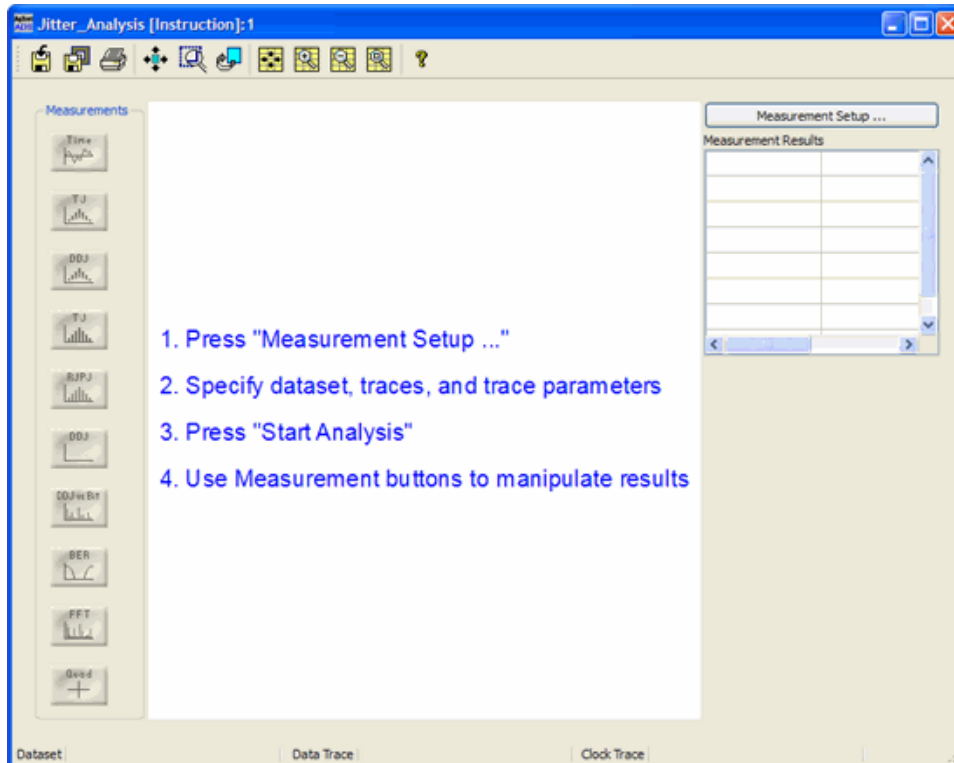 Jitter_Analysis [Instruction]:1
Measurements
Time
TJ
DDJ
TJ
RJPJ
DDJ
DDJ vs Bit
BER
FFT
Quad
1. Press "Measurement Setup ..."
2. Specify dataset, traces, and trace parameters
3. Press "Start Analysis"
4. Use Measurement buttons to manipulate results
Measurement Setup ...
Measurement Results
Dataset
Data Trace
Clock Trace